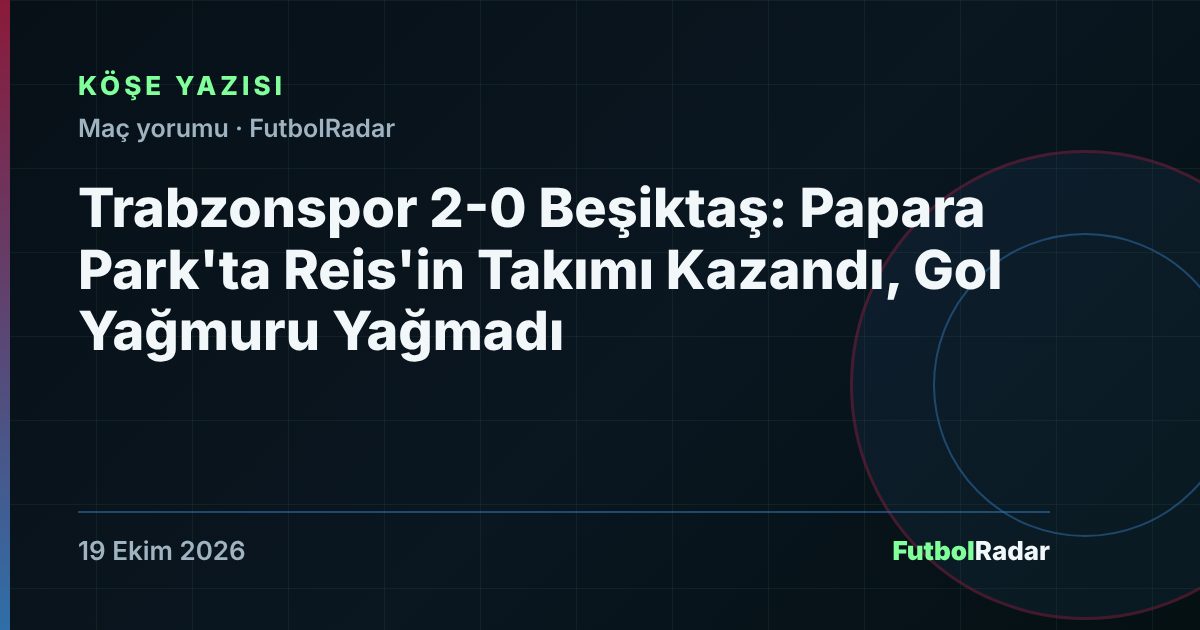 KÖŞE YAZISI
Maç yorumu · FutbolRadar
Trabzonspor 2-0 Beşiktaş: Papara
Park'ta Reis'in Takımı Kazandı, Gol
Yağmuru Yağmadı
19 Ekim 2026
FutbolRadar